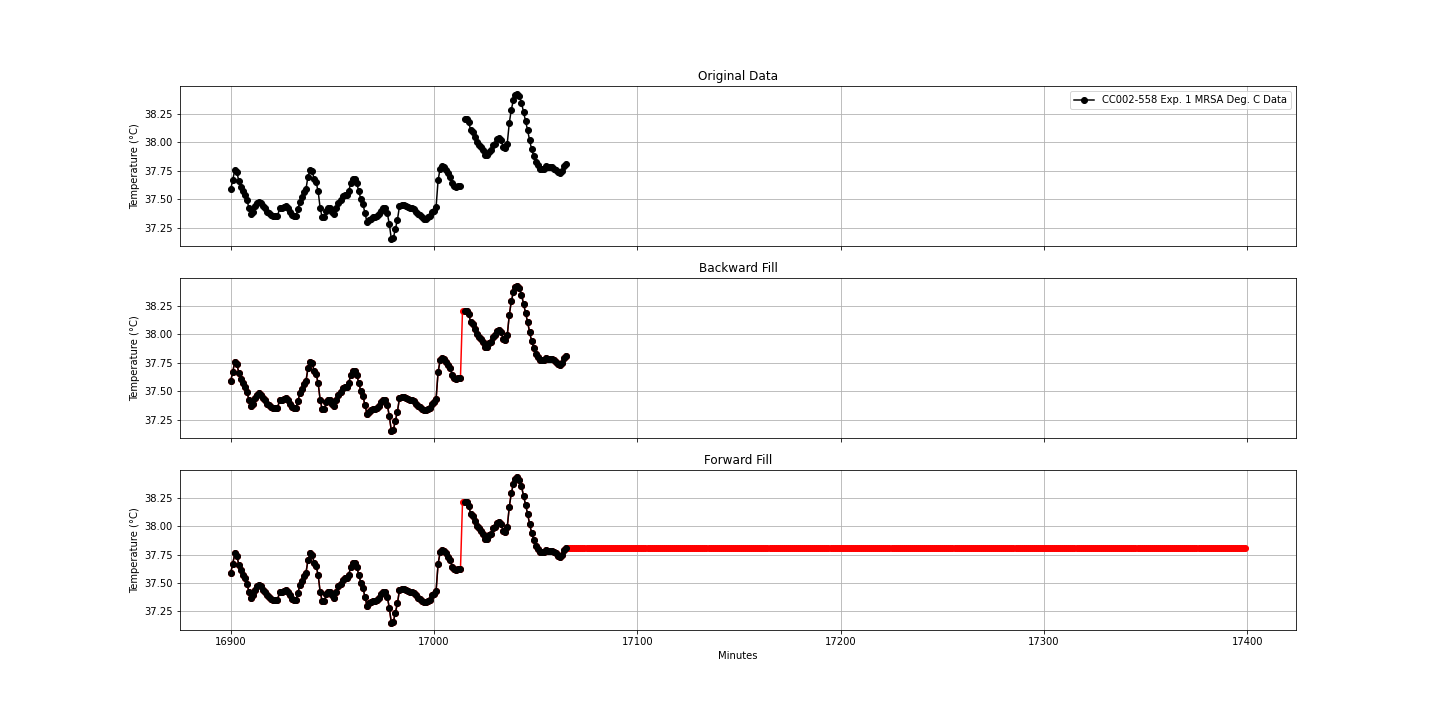 Original Data
CC002-558 Exp. 1 MRSA Deg. C Data
Temperature (°C)
38.25
38.00
37.75
37.50
37.25
Backward Fill
Temperature (°C)
38.25
38.00
37.75
37.50
37.25
Forward Fill
Temperature (°C)
38.25
38.00
37.75
37.50
37.25
16900 17000 17100 17200 17300 17400
Minutes